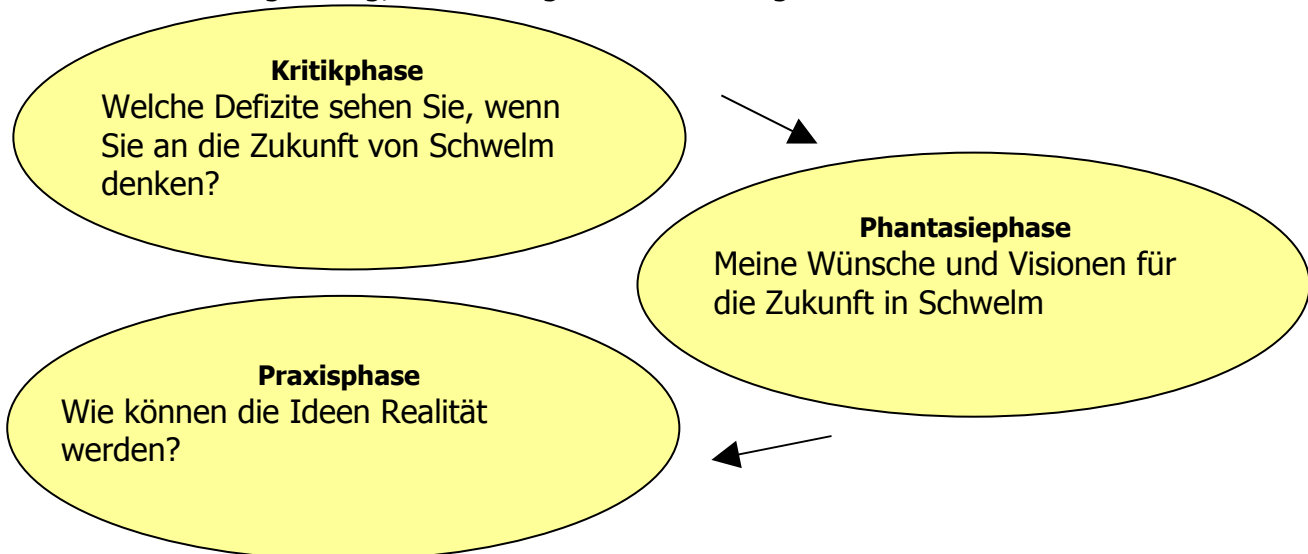 Kritikphase
Welche Defizite sehen Sie, wenn
Sie an die Zukunft von Schwelm
denken?
Phantasiephase
Meine Wünsche und Visionen für
die Zukunft in Schwelm
Praxisphase
Wie können die Ideen Realität
werden?